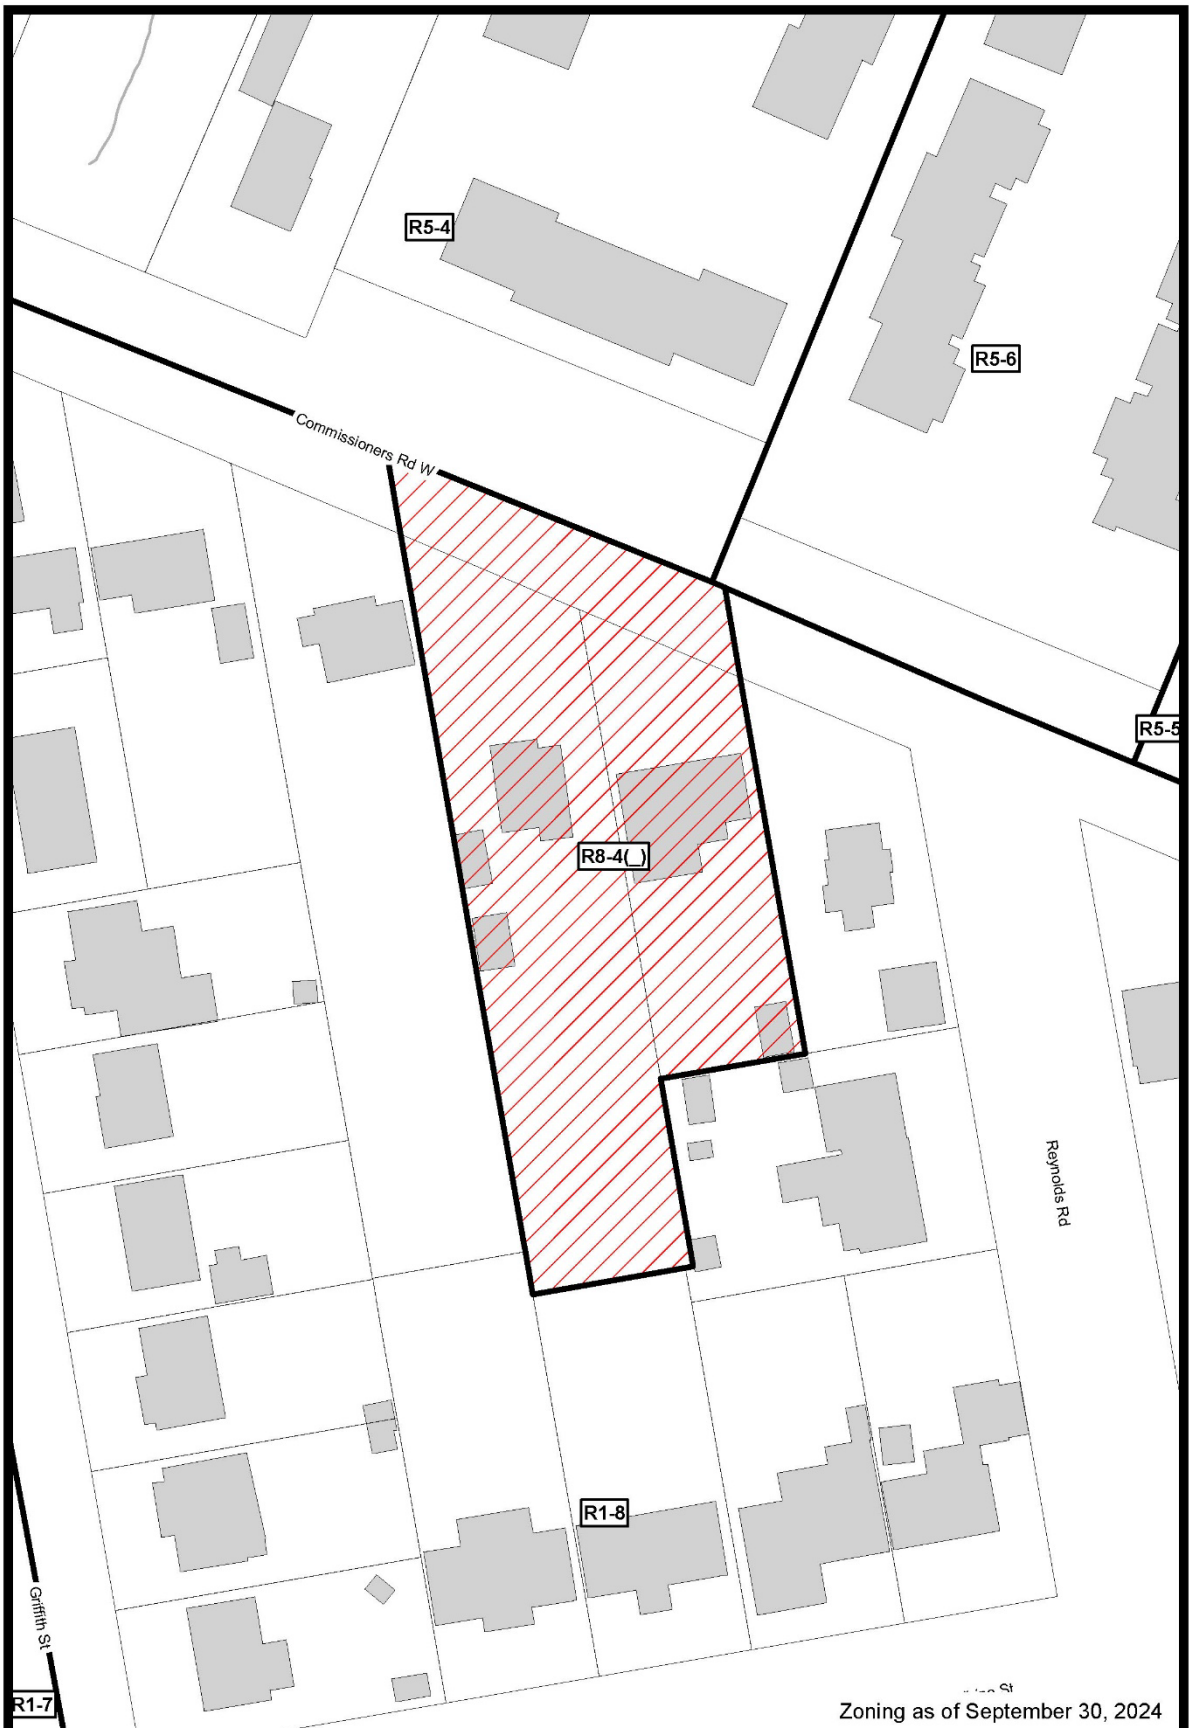 R5-4
R5-6
Commissioners Rd W
R5-5
R8-4(_)
Reynolds Rd
R1-8
Griffith St
R1-7
St
Zoning as of September 30, 2024